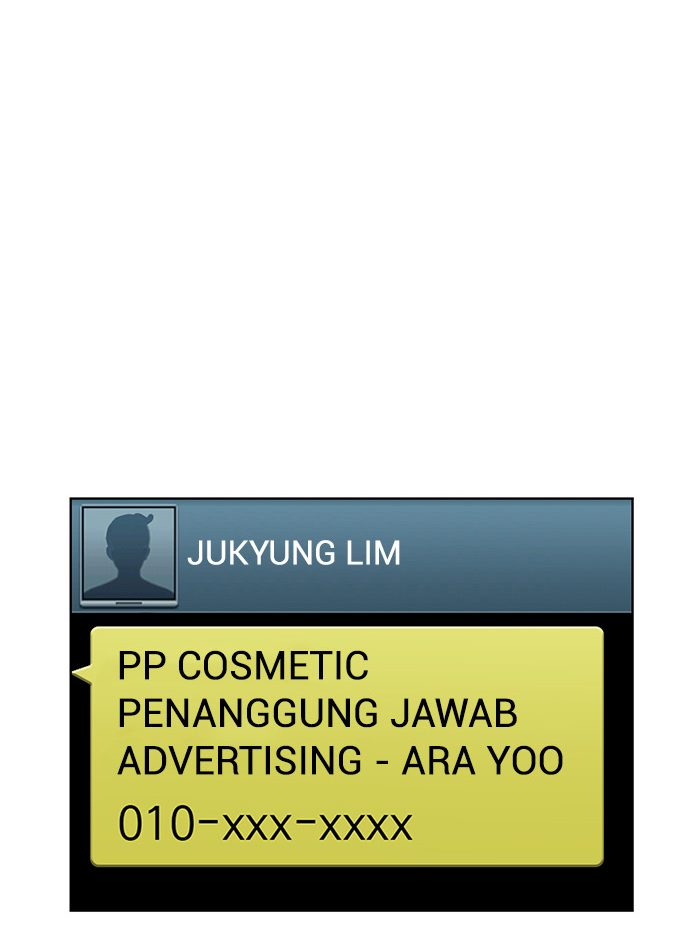 JUKYUNG LIM
PP COSMETIC
PENANGGUNG JAWAB
ADVERTISING - ARA YOO
010-xxx-xxxx